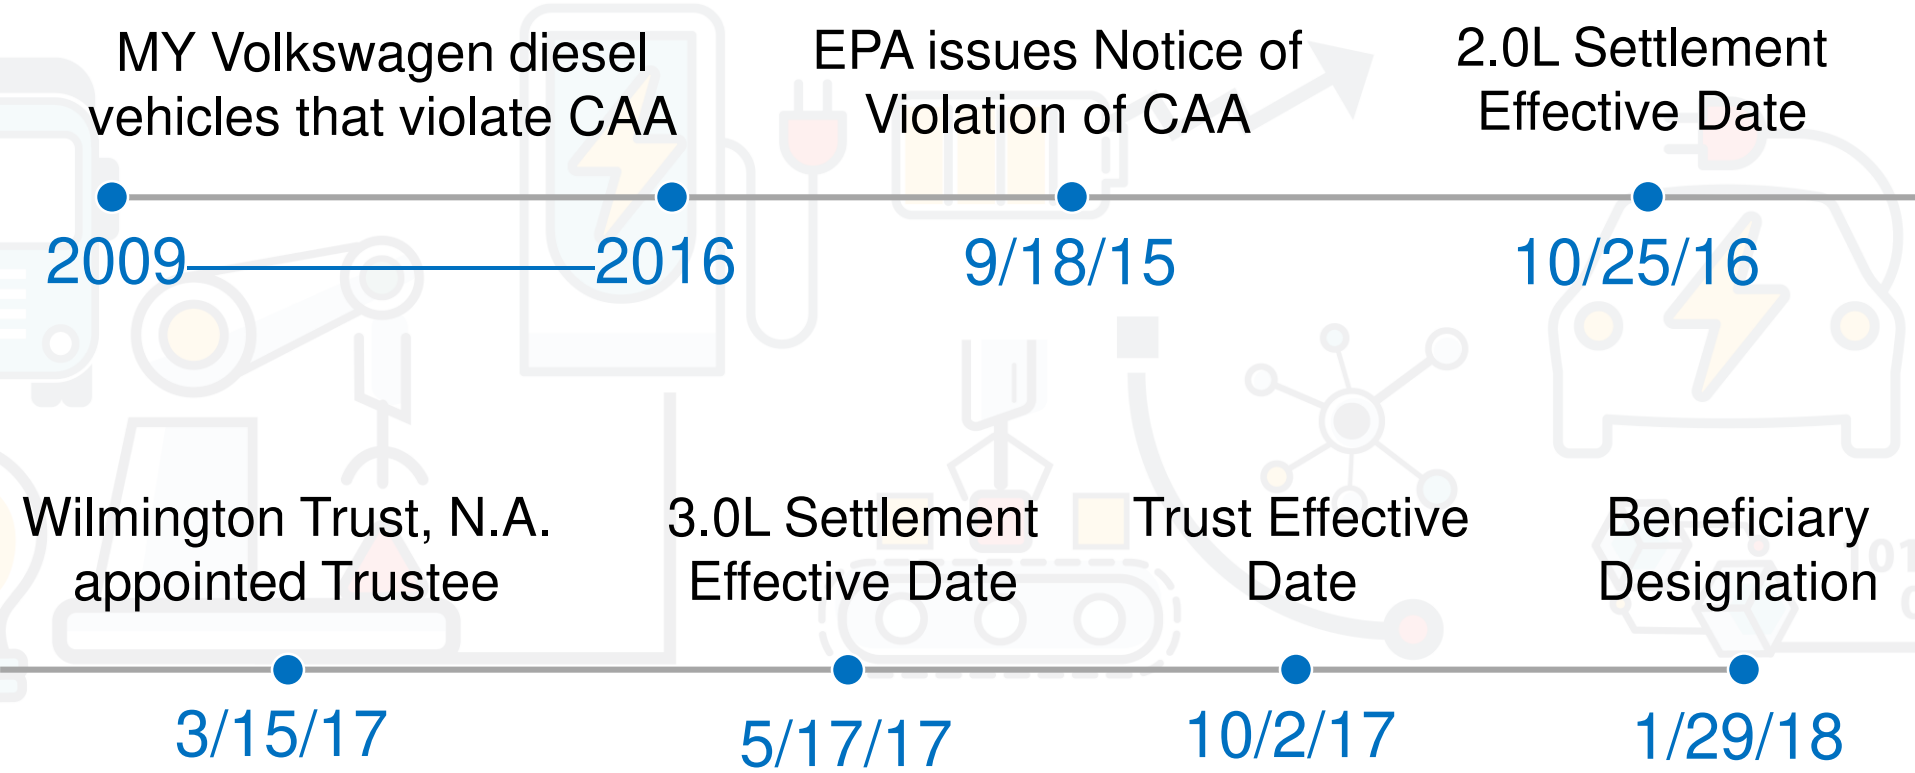 MY Volkswagen diesel
vehicles that violate CAA
EPA issues Notice of
Violation of CAA
2.0L Settlement
Effective Date
2009
2016
9/18/15
10/25/16
Wilmington Trust, N.A.
appointed Trustee
3.0L Settlement
Effective Date
Trust Effective
Date
Beneficiary
Designation
3/15/17
5/17/17
10/2/17
1/29/18